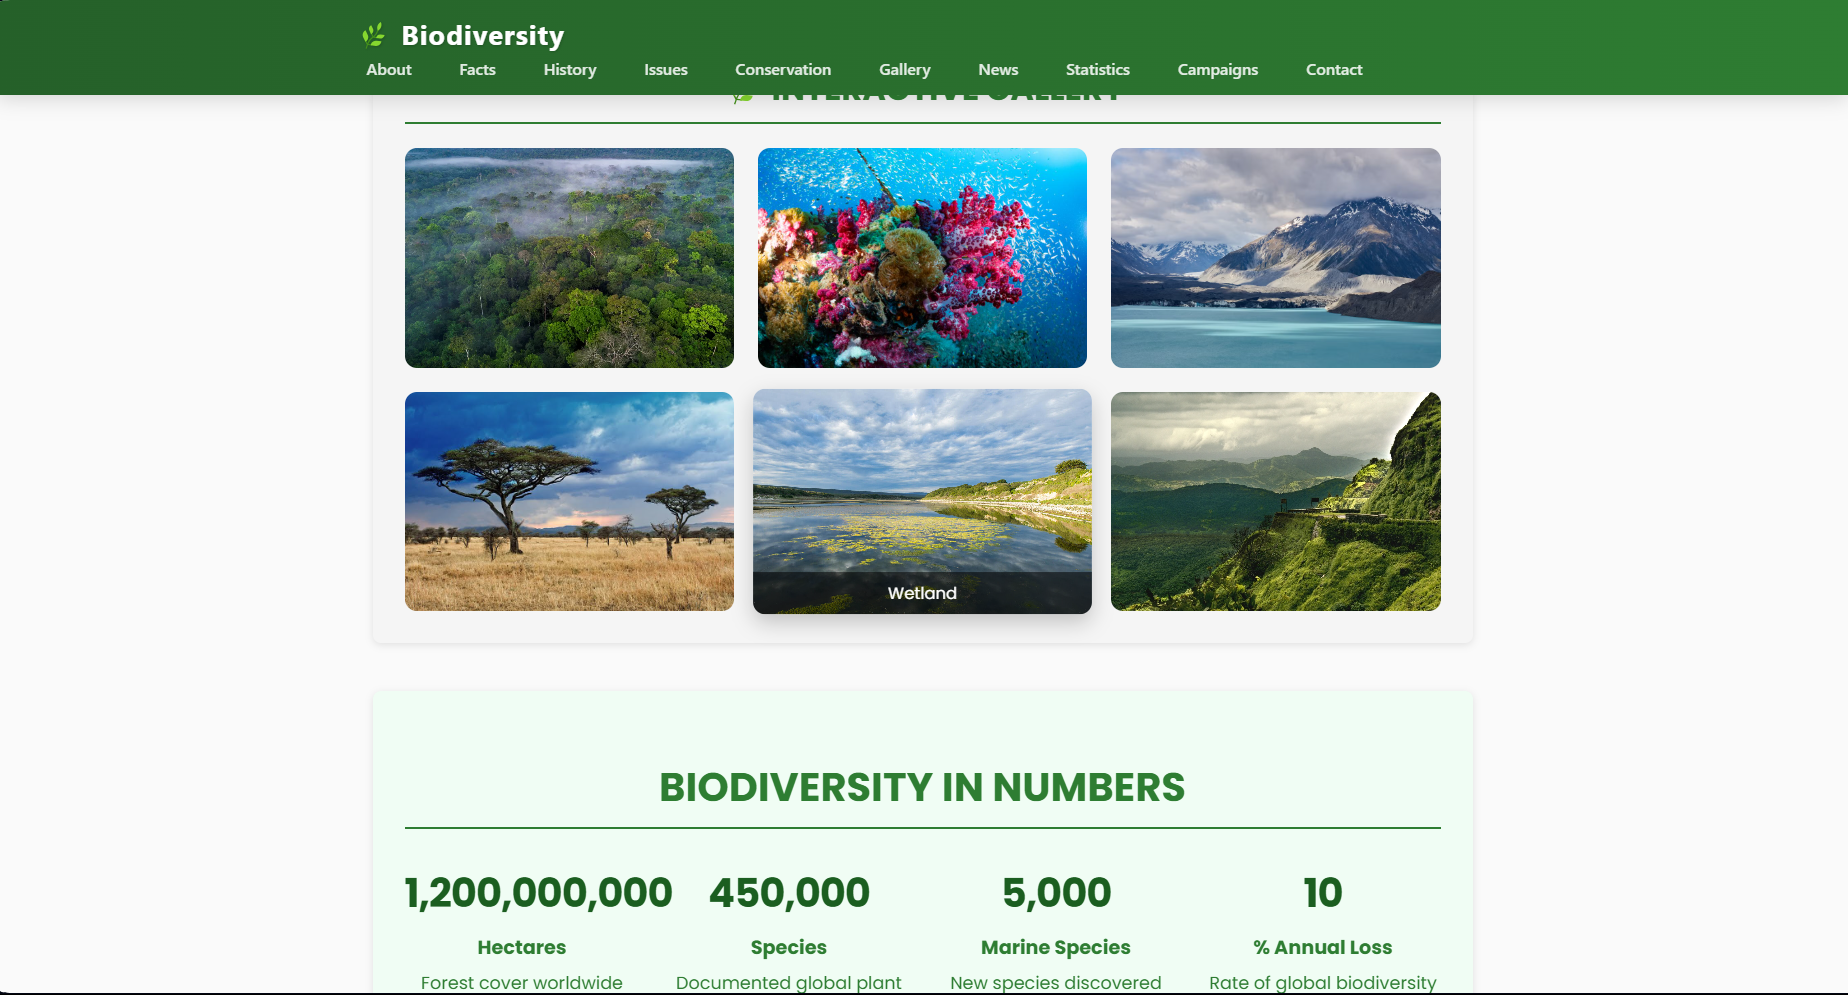 Biodiversity
About Facts History Issues Conservation Gallery News Statistics Campaigns Contact
INTERACTIVE GALLERY
Wetland
BIODIVERSITY IN NUMBERS
1,200,000,000 450,000 5,000 10
Hectares Species Marine Species % Annual Loss
Forest cover worldwide Documented global plant New species discovered Rate of global biodiversity